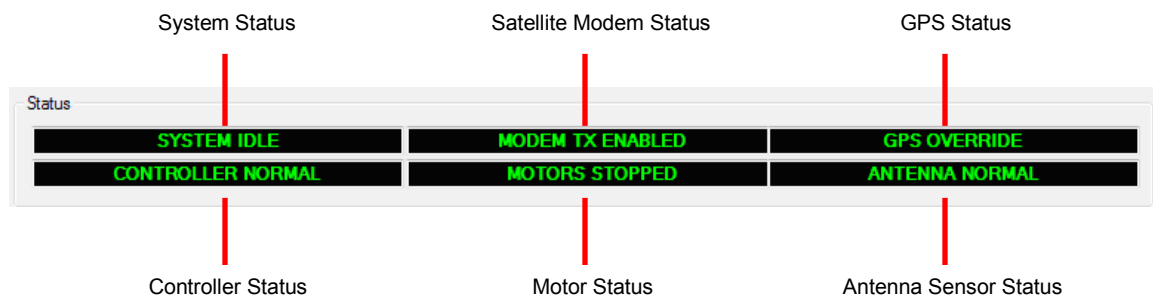 System Status Satellite Modem Status GPS Status
Status
SYSTEM IDLE MODEM TX ENABLED GPS OVERRIDE
CONTROLLER NORMAL MOTORS STOPPED ANTENNA NORMAL
Controller Status Motor Status Antenna Sensor Status